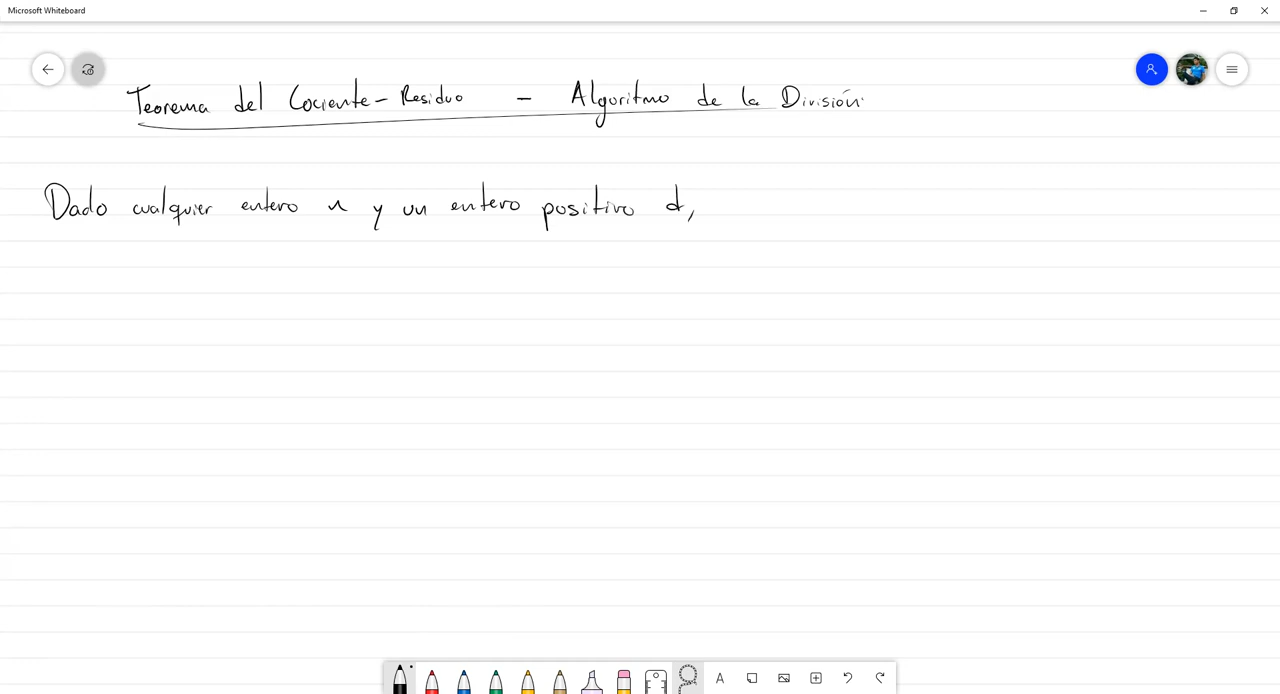 Microsoft Whiteboard
Teorema del Cociente-Residuo - Algoritmo de la División
Dado cualquier entero n y un entero positivo d,
A